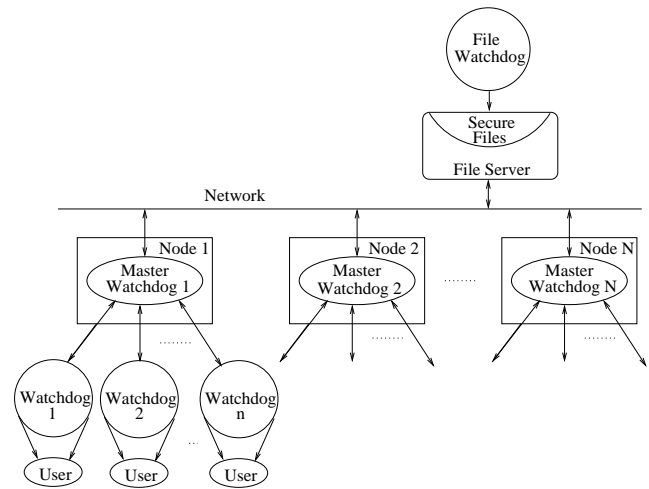 File
Watchdog
Secure
Files
File Server
Network
Node 1
Master
Watchdog 1
Node 2
Master
Watchdog 2
........
Node N
Master
Watchdog N
........
........
........
Watchdog
1
Watchdog
2
Watchdog
n
...
User
User
User